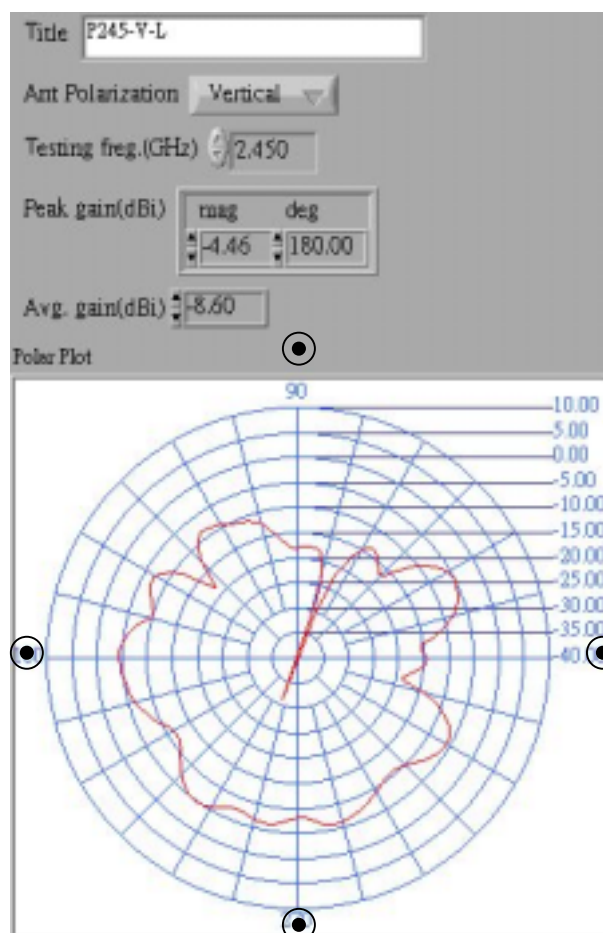 Title P245-V-L
Ant Polarization Vertical
Testing freg.(GHz) 2.450
Peak gain(dBi) mag deg
-4.46 180.00
Avg. gain(dBi) -8.60
Polar Plot
90
10.00
5.00
0.00
-5.00
-10.00
-15.00
-20.00
-25.00
-30.00
-35.00